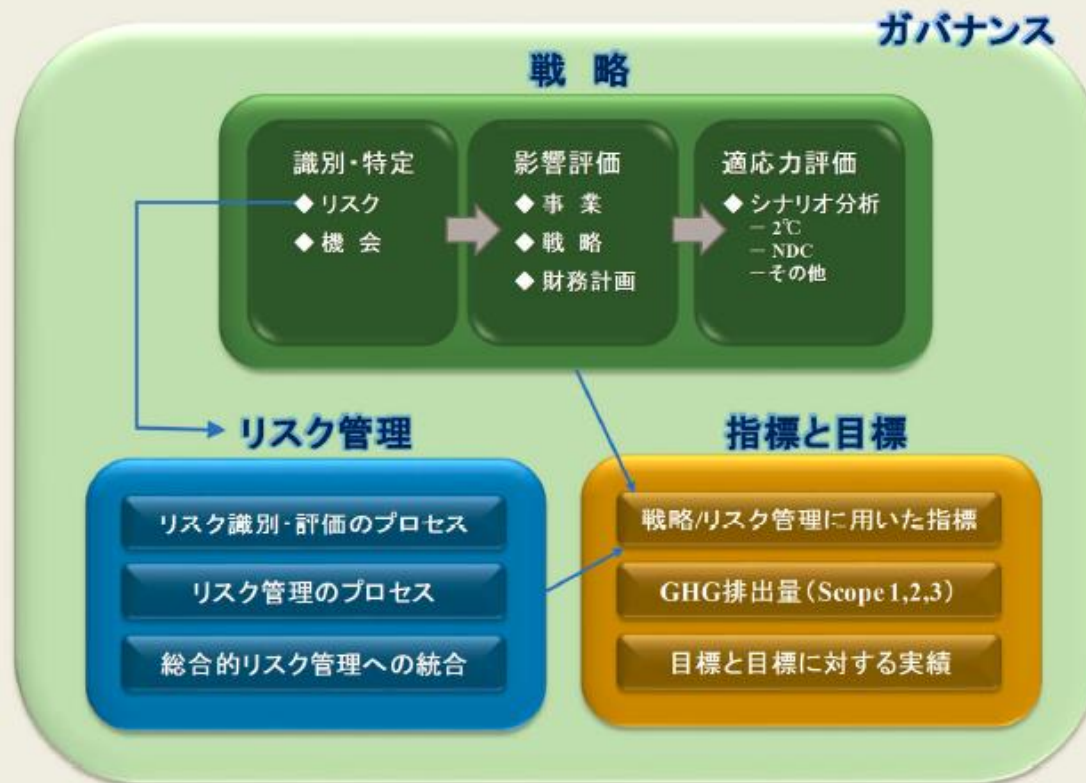 ガバナンス
戦 略
識別・特定
◆ リスク
◆ 機 会
影響評価
◆ 事 業
◆ 戦 略
◆ 財務計画
適応力評価
◆ シナリオ分析
－ 2℃
－ NDC
－その他
リスク管理
リスク識別・評価のプロセス
リスク管理のプロセス
総合的リスク管理への統合
指標と目標
戦略/リスク管理に用いた指標
GHG排出量（Scope 1,2,3）
目標と目標に対する実績